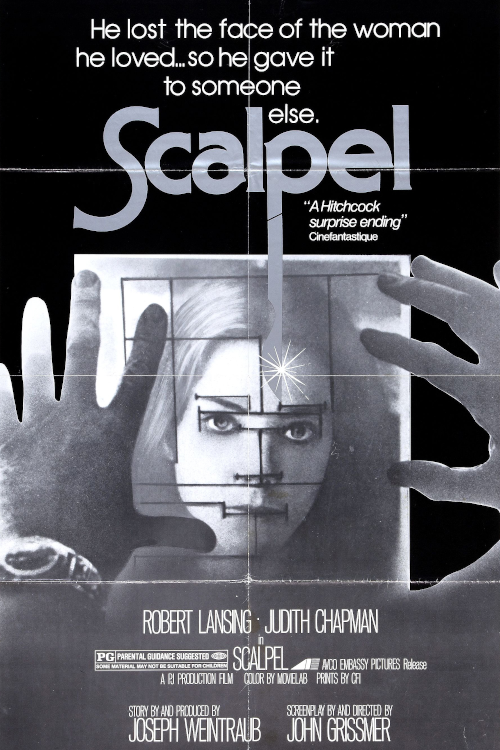 He lost the face of the woman
he loved...so he gave it
to someone
else.
Scalpel
"A Hitchcock
surprise ending"
Cinefantastique
ROBERT LANSING · JUDITH CHAPMAN
in
SCALPEL
PG PARENTAL GUIDANCE SUGGESTED
SOME MATERIAL MAY NOT BE SUITABLE FOR CHILDREN
AVCO EMBASSY PICTURES Release
A P.J. PRODUCTION FILM COLOR BY MOVIELAB PRINTS BY CFI
STORY BY AND PRODUCED BY
JOSEPH WEINTRAUB
SCREENPLAY BY AND DIRECTED BY
JOHN GRISSMER